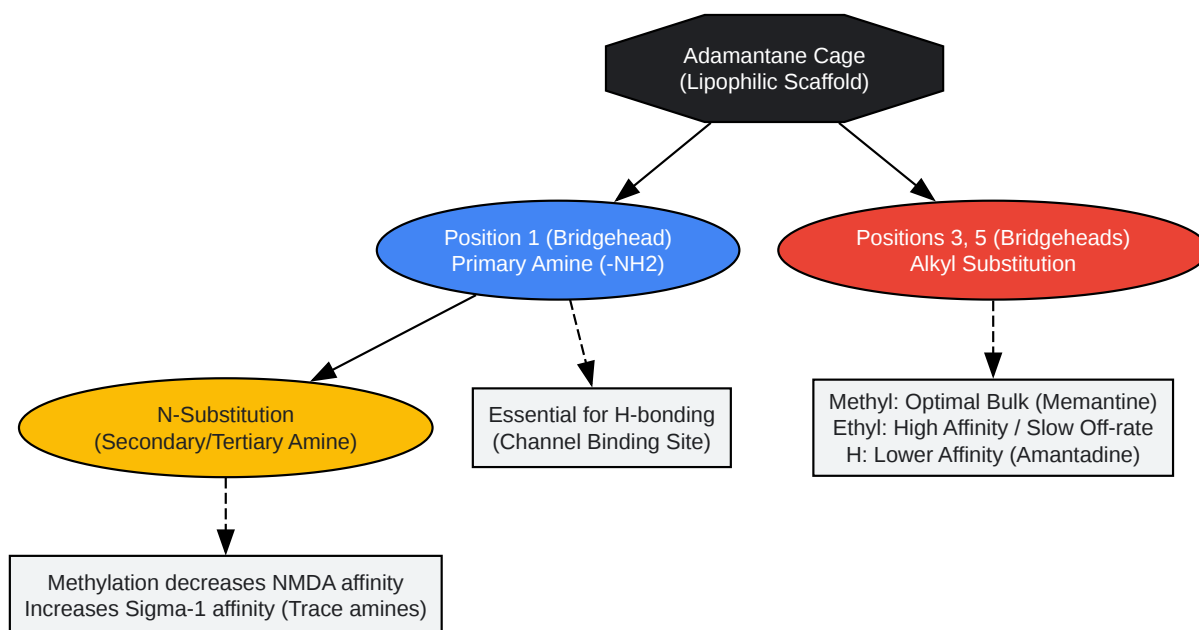 Adamantane Cage
(Lipophilic Scaffold)
Position 1 (Bridgehead)
Primary Amine (-NH2)
Positions 3, 5 (Bridgeheads)
Alkyl Substitution
N-Substitution
(Secondary/Tertiary Amine)
Essential for H-bonding
(Channel Binding Site)
Methyl: Optimal Bulk (Memantine)
Ethyl: High Affinity / Slow Off-rate
H: Lower Affinity (Amantadine)
Methylation decreases NMDA affinity
Increases Sigma-1 affinity (Trace amines)